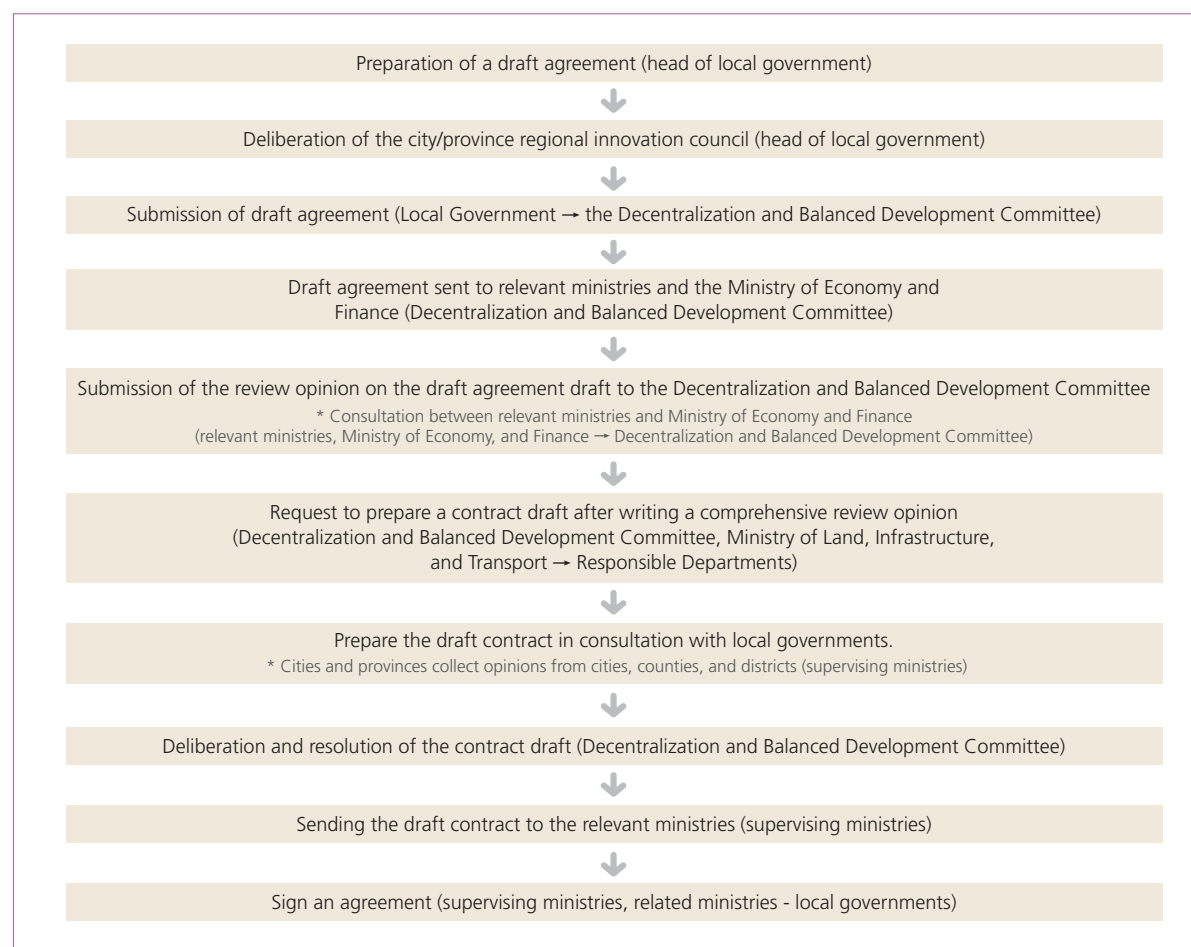 Preparation of a draft agreement (head of local government)
Deliberation of the city/province regional innovation council (head of local government)
Submission of draft agreement (Local Government → the Decentralization and Balanced Development Committee)
Draft agreement sent to relevant ministries and the Ministry of Economy and
Finance (Decentralization and Balanced Development Committee)
Submission of the review opinion on the draft agreement draft to the Decentralization and Balanced Development Committee
* Consultation between relevant ministries and Ministry of Economy and Finance
(relevant ministries, Ministry of Economy, and Finance → Decentralization and Balanced Development Committee)
Request to prepare a contract draft after writing a comprehensive review opinion
(Decentralization and Balanced Development Committee, Ministry of Land, Infrastructure,
and Transport → Responsible Departments)
Prepare the draft contract in consultation with local governments.
* Cities and provinces collect opinions from cities, counties, and districts (supervising ministries)
Deliberation and resolution of the contract draft (Decentralization and Balanced Development Committee)
Sending the draft contract to the relevant ministries (supervising ministries)
Sign an agreement (supervising ministries, related ministries - local governments)